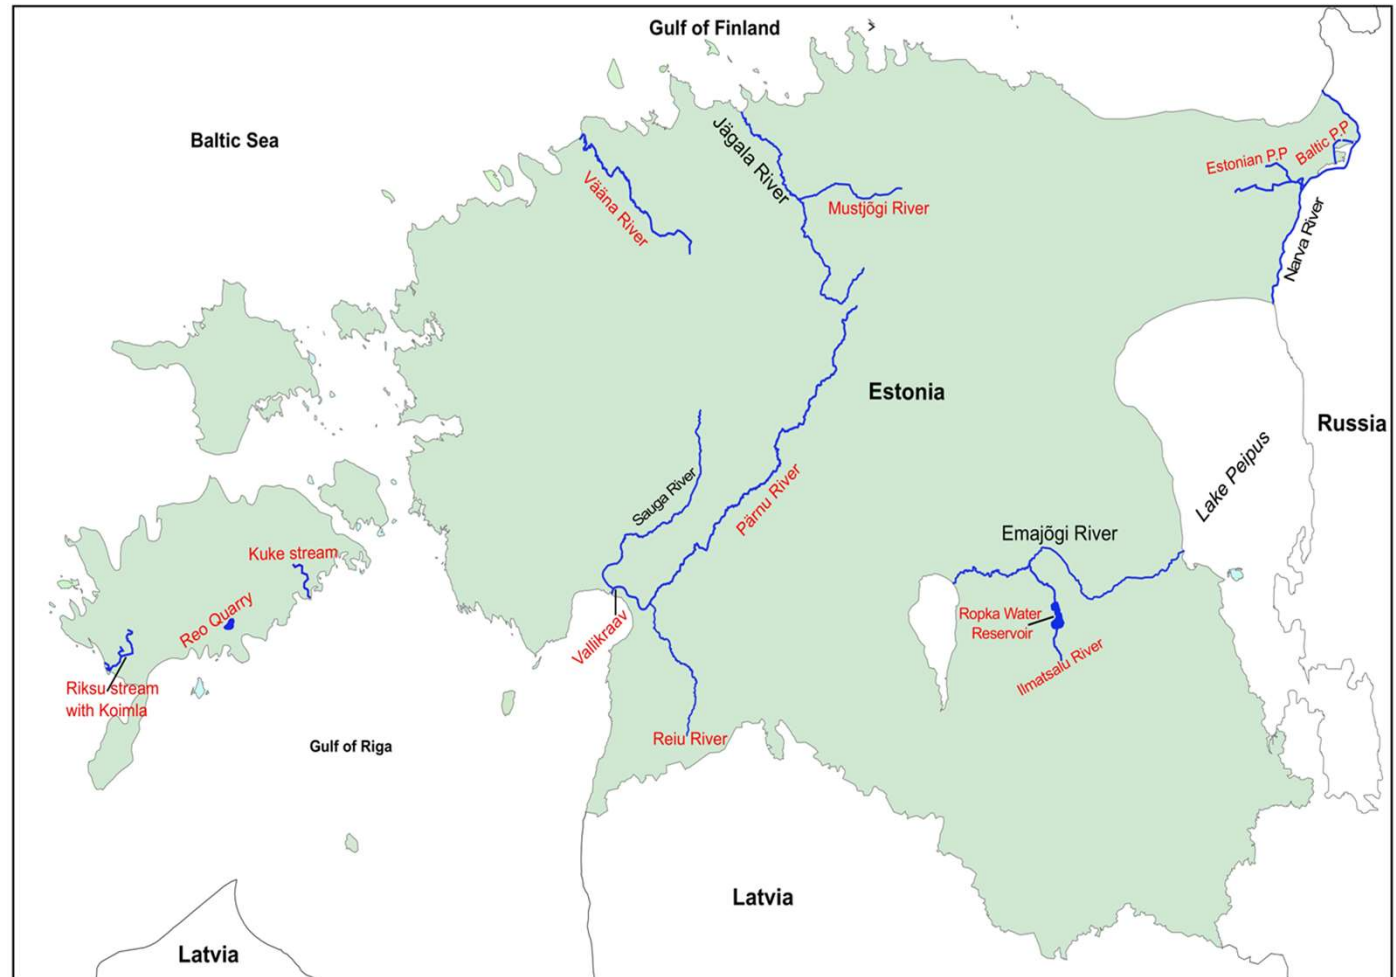 Gulf of Finland
Baltic Sea
Jägala River
Vääna River
Mustjõgi River
Estonian P.P
Baltic P.P
Narva River
Estonia
Russia
Lake Peipus
Sauga River
Pärnu River
Emajõgi River
Kuke stream
Reo Quarry
Vallikraav
Ropka Water
Reservoir
Ilmatsalu River
Riksu stream
with Koimla
Reiu River
Gulf of Riga
Latvia
Latvia